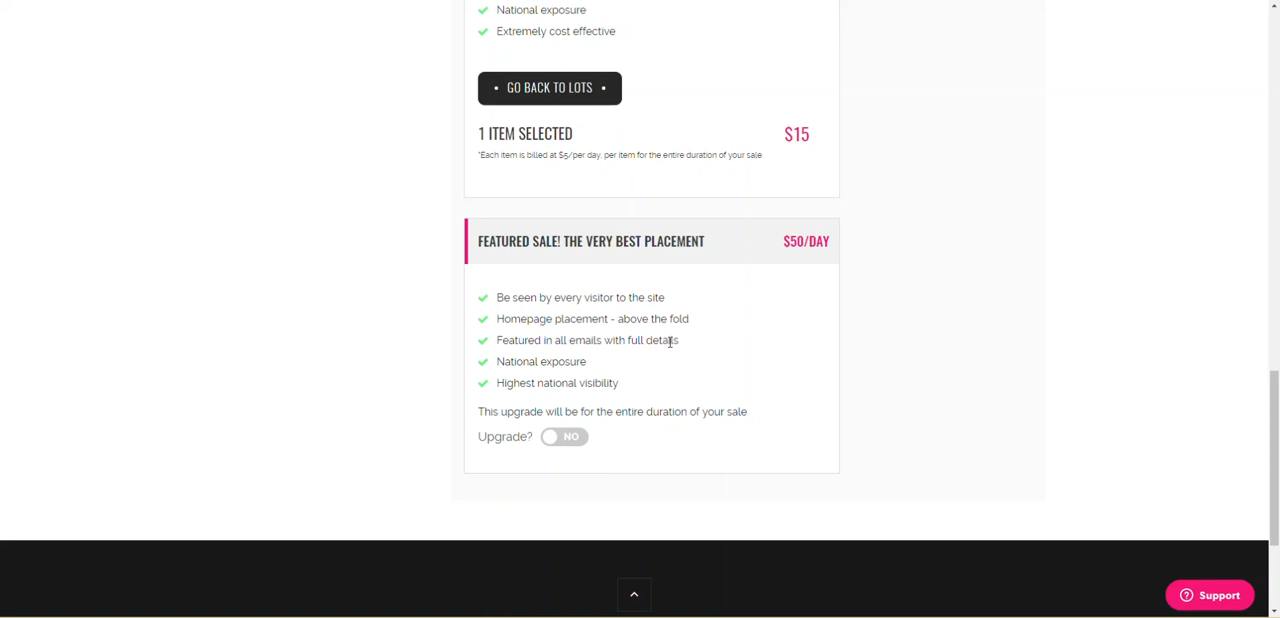 National exposure
Extremely cost effective
• GO BACK TO LOTS •
1 ITEM SELECTED $15
*Each item is billed at $5/per day, per item for the entire duration of your sale
FEATURED SALE! THE VERY BEST PLACEMENT $50/DAY
Be seen by every visitor to the site
Homepage placement - above the fold
Featured in all emails with full details
National exposure
Highest national visibility
This upgrade will be for the entire duration of your sale
Upgrade? NO
Support